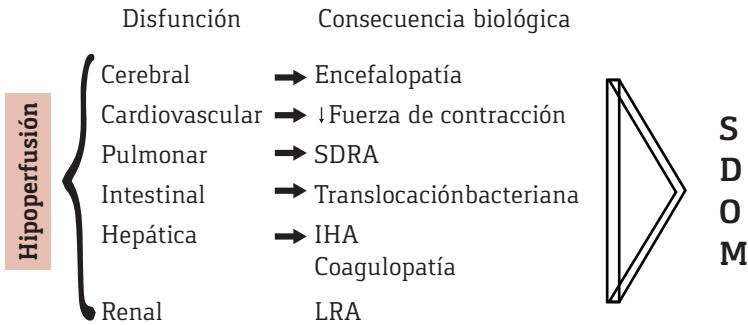 Disfunción Consecuencia biológica
Hipoperfusión
Cerebral → Encefalopatía
Cardiovascular → ↓Fuerza de contracción
Pulmonar → SDRA
Intestinal → Translocaciónbacteriana
Hepática → IHA
Coagulopatía
Renal LRA
S
D
O
M